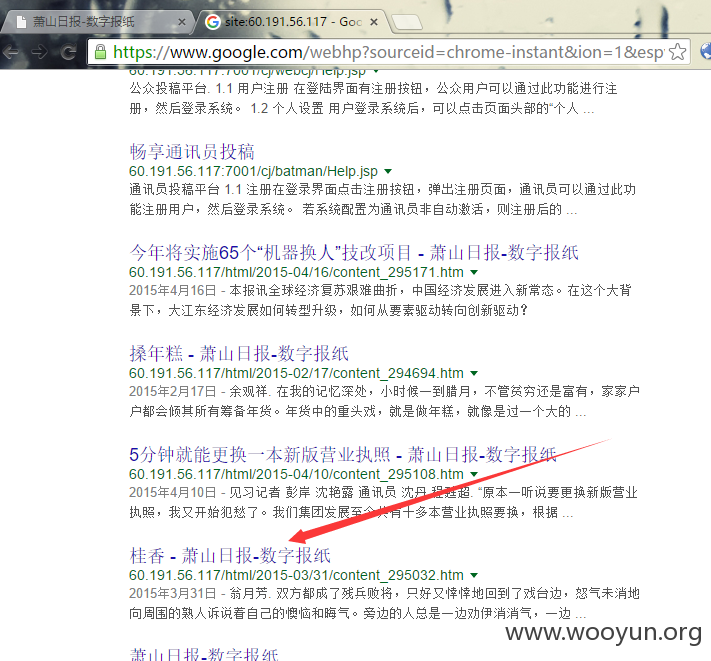 萧山日报-数字报纸
site:60.191.56.117 - Goo
https://www.google.com/webhp?sourceid=chrome-instant&ion=1&esp
60.191.56.117:7001/cj/webcj/Help.jsp
公众投稿平台. 1.1 用户注册 在登陆界面有注册按钮，公众用户可以通过此功能进行注
册，然后登录系统。 1.2 个人设置 用户登录系统后，可以点击页面头部的“个人 ...
畅享通讯员投稿
60.191.56.117:7001/cj/batman/Help.jsp
通讯员投稿平台 1.1 注册在登录界面点击注册按钮，弹出注册页面，通讯员可以通过此功
能注册用户，然后登录系统。 若系统配置为通讯员非自动激活，则注册后的 ...
今年将实施65个“机器换人”技改项目 - 萧山日报-数字报纸
60.191.56.117/html/2015-04/16/content_295171.htm
2015年4月16日 - 本报讯全球经济复苏艰难曲折，中国经济发展进入新常态。在这个大背
景下，大江东经济发展如何转型升级，如何从要素驱动转向创新驱动？
搡年糕 - 萧山日报-数字报纸
60.191.56.117/html/2015-02/17/content_294694.htm
2015年2月17日 - 余观祥. 在我的记忆深处，小时候一到腊月，不管贫穷还是富有，家家户
户都会倾其所有筹备年货。年货中的重头戏，就是做年糕，就像是过一个大的 ...
5分钟就能更换一本新版营业执照 - 萧山日报-数字报纸
60.191.56.117/html/2015-04/10/content_295108.htm
2015年4月10日 - 见习记者 彭岸 沈艳露 通讯员 沈丹 程甦超. “原本一听说要更换新版营业
执照，我又开始犯愁了。我们集团发展至今共有十多本营业执照要换，根据 ...
桂香 - 萧山日报-数字报纸
60.191.56.117/html/2015-03/31/content_295032.htm
2015年3月31日 - 翁月芳. 双方都成了残兵败将，只好又悻悻地回到了戏台边，怒气未消地
向周围的熟人诉说着自己的懊恼和晦气。旁边的人总是一边劝伊消消气，一边 ...
萧山日报-数字报纸
www.wooyun.org